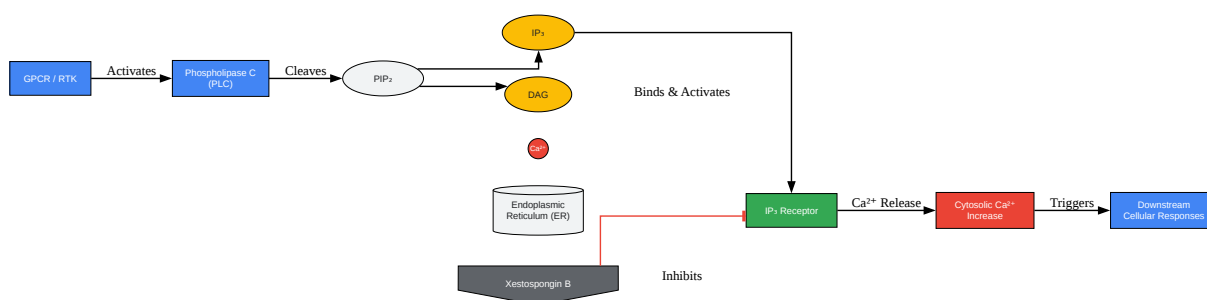 GPCR / RTK
Activates
Phospholipase C
(PLC)
Cleaves
PIP₂
IP₃
DAG
Binds & Activates
Ca²⁺
Endoplasmic
Reticulum (ER)
Xestospongin B
Inhibits
IP₃ Receptor
Ca²⁺ Release
Cytosolic Ca²⁺
Increase
Triggers
Downstream
Cellular Responses